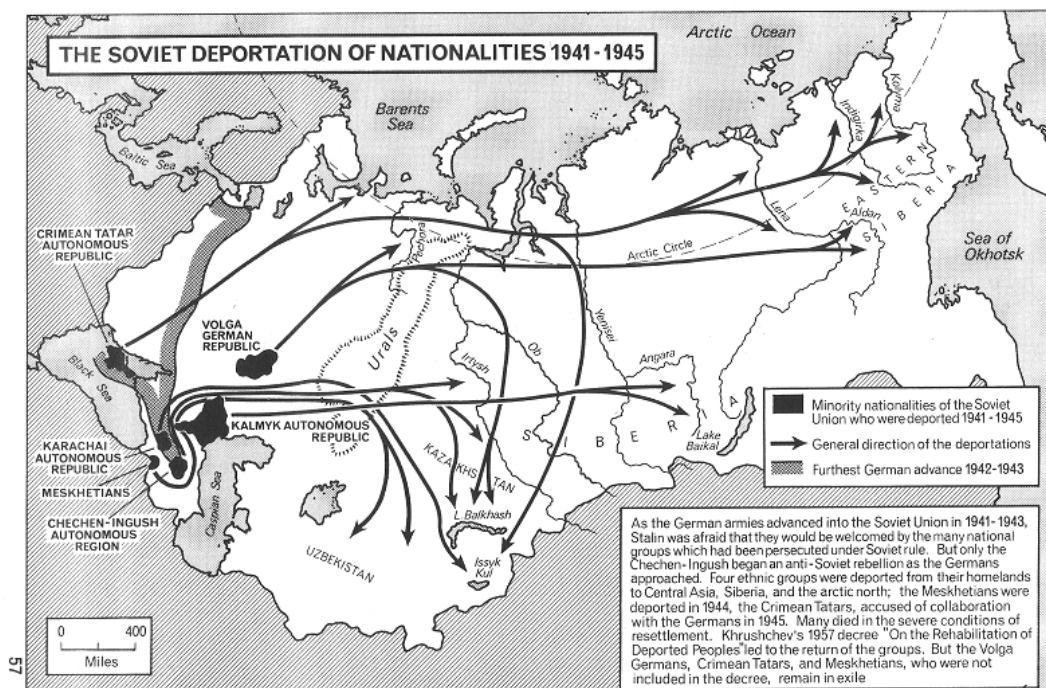 THE SOVIET DEPORTATION OF NATIONALITIES 1941-1945
Arctic Ocean
Barents
Sea
Baltic Sea
Kolyma
Indigirka
CRIMEAN TATAR
AUTONOMOUS
REPUBLIC
Lena
EASTERN
SIBERIA
Aldan
Sea of
Okhotsk
Arctic Circle
Pechora
VOLGA
GERMAN
REPUBLIC
Urals
Black Sea
Irtysh
Ob
Yenisei
Angara
KALMYK AUTONOMOUS
REPUBLIC
KARACHAI
AUTONOMOUS
REPUBLIC
MESKHETIANS
CHECHEN-INGUSH
AUTONOMOUS
REGION
Caspian Sea
KAZAKHSTAN
SIBERIA
Lake
Baikal
L. Balkhash
UZBEKISTAN
Issyk
Kul
Minority nationalities of the Soviet
Union who were deported 1941-1945
General direction of the deportations
Furthest German advance 1942-1943
As the German armies advanced into the Soviet Union in 1941-1943,
Stalin was afraid that they would be welcomed by the many national
groups which had been persecuted under Soviet rule. But only the
Chechen-Ingush began an anti-Soviet rebellion as the Germans
approached. Four ethnic groups were deported from their homelands
to Central Asia, Siberia, and the arctic north; the Meskhetians were
deported in 1944, the Crimean Tatars, accused of collaboration
with the Germans in 1945. Many died in the severe conditions of
resettlement. Khrushchev's 1957 decree "On the Rehabilitation of
Deported Peoples" led to the return of the groups. But the Volga
Germans, Crimean Tatars, and Meskhetians, who were not
included in the decree, remain in exile
0 400
Miles
57